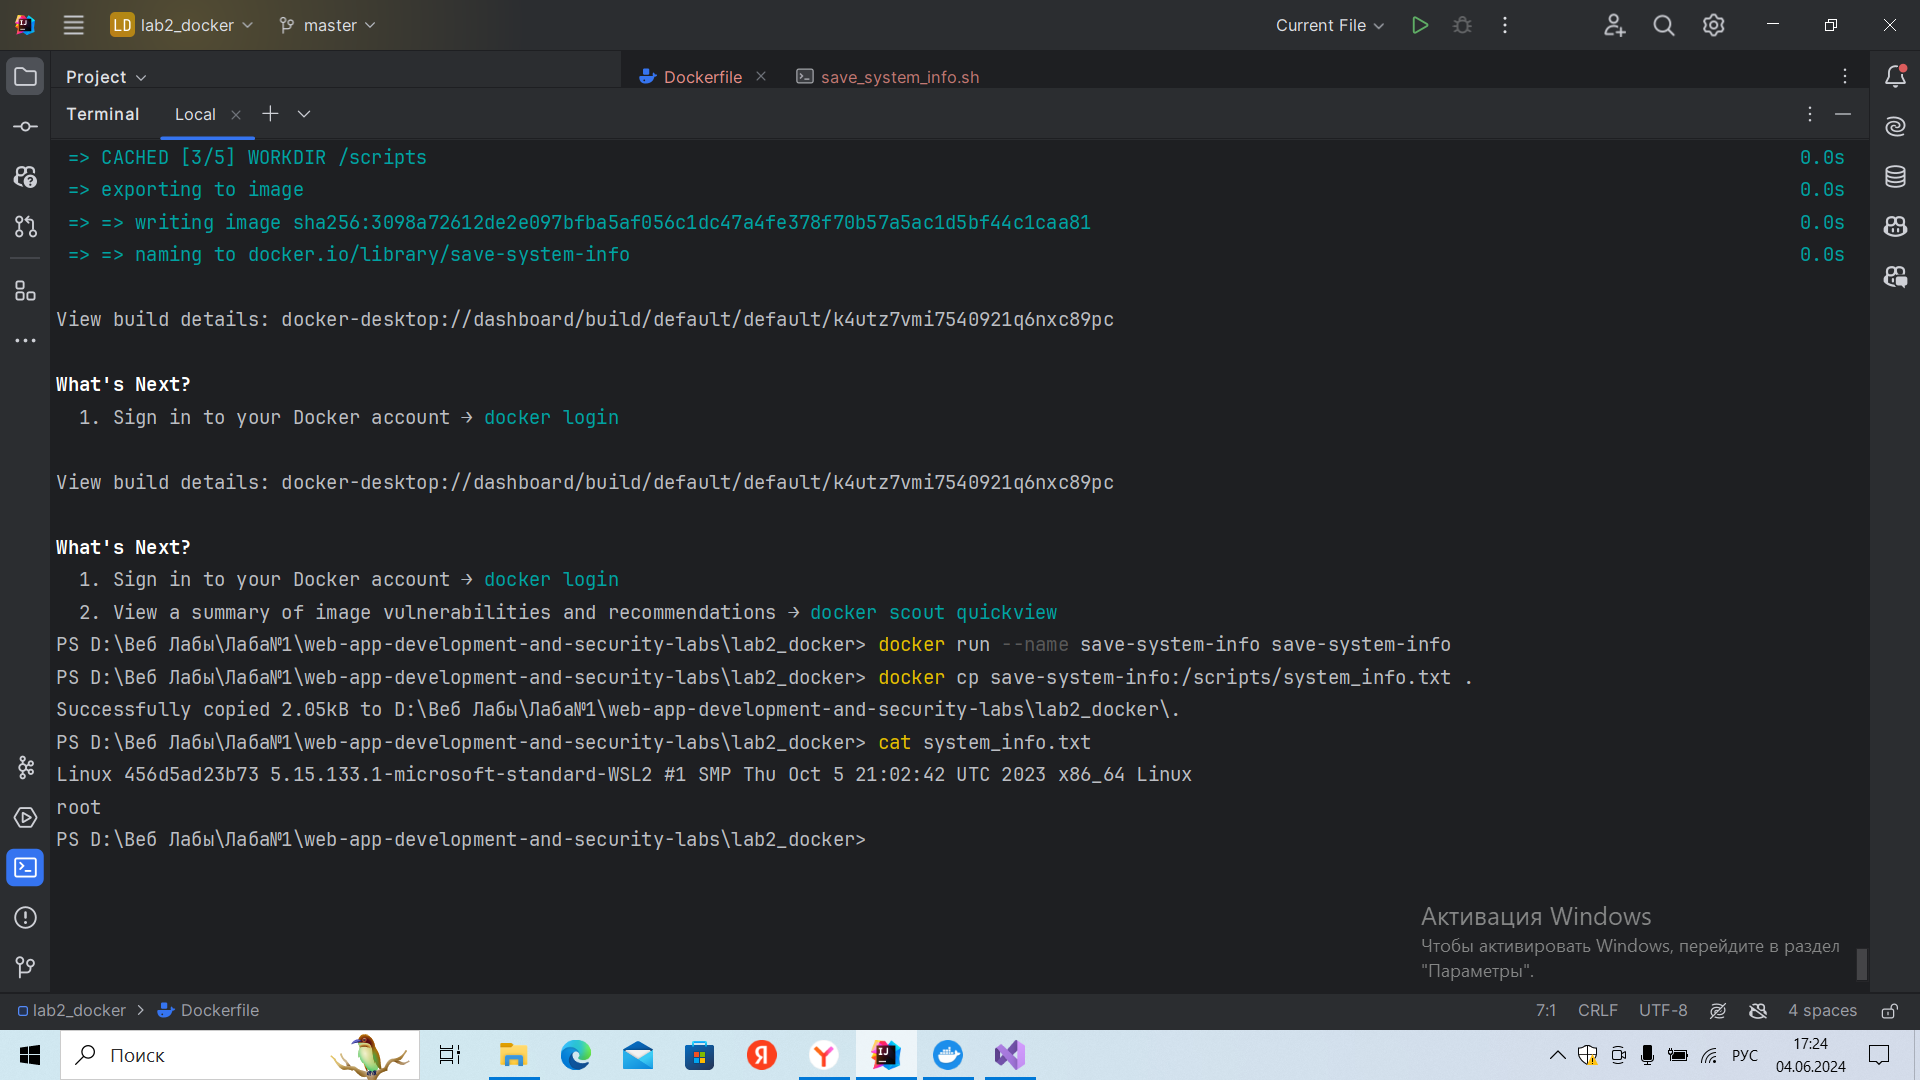 LD lab2_docker master Current File
Project Dockerfile save_system_info.sh
Terminal Local
=> CACHED [3/5] WORKDIR /scripts 0.0s
=> exporting to image 0.0s
=> => writing image sha256:3098a72612de2e097bfba5af056c1dc47a4fe378f70b57a5ac1d5bf44c1caa81 0.0s
=> => naming to docker.io/library/save-system-info 0.0s
View build details: docker-desktop://dashboard/build/default/default/k4utz7vmi7540921q6nxc89pc
What's Next?
1. Sign in to your Docker account → docker login
View build details: docker-desktop://dashboard/build/default/default/k4utz7vmi7540921q6nxc89pc
What's Next?
1. Sign in to your Docker account → docker login
2. View a summary of image vulnerabilities and recommendations → docker scout quickview
PS D:\Веб Лабы\Лаба№1\web-app-development-and-security-labs\lab2_docker> docker run --name save-system-info save-system-info
PS D:\Веб Лабы\Лаба№1\web-app-development-and-security-labs\lab2_docker> docker cp save-system-info:/scripts/system_info.txt .
Successfully copied 2.05kB to D:\Веб Лабы\Лаба№1\web-app-development-and-security-labs\lab2_docker\.
PS D:\Веб Лабы\Лаба№1\web-app-development-and-security-labs\lab2_docker> cat system_info.txt
Linux 456d5ad23b73 5.15.133.1-microsoft-standard-WSL2 #1 SMP Thu Oct 5 21:02:42 UTC 2023 x86_64 Linux
root
PS D:\Веб Лабы\Лаба№1\web-app-development-and-security-labs\lab2_docker>
Активация Windows
Чтобы активировать Windows, перейдите в раздел
"Параметры".
lab2_docker > Dockerfile 7:1 CRLF UTF-8 4 spaces
Поиск РУС 17:24
04.06.2024